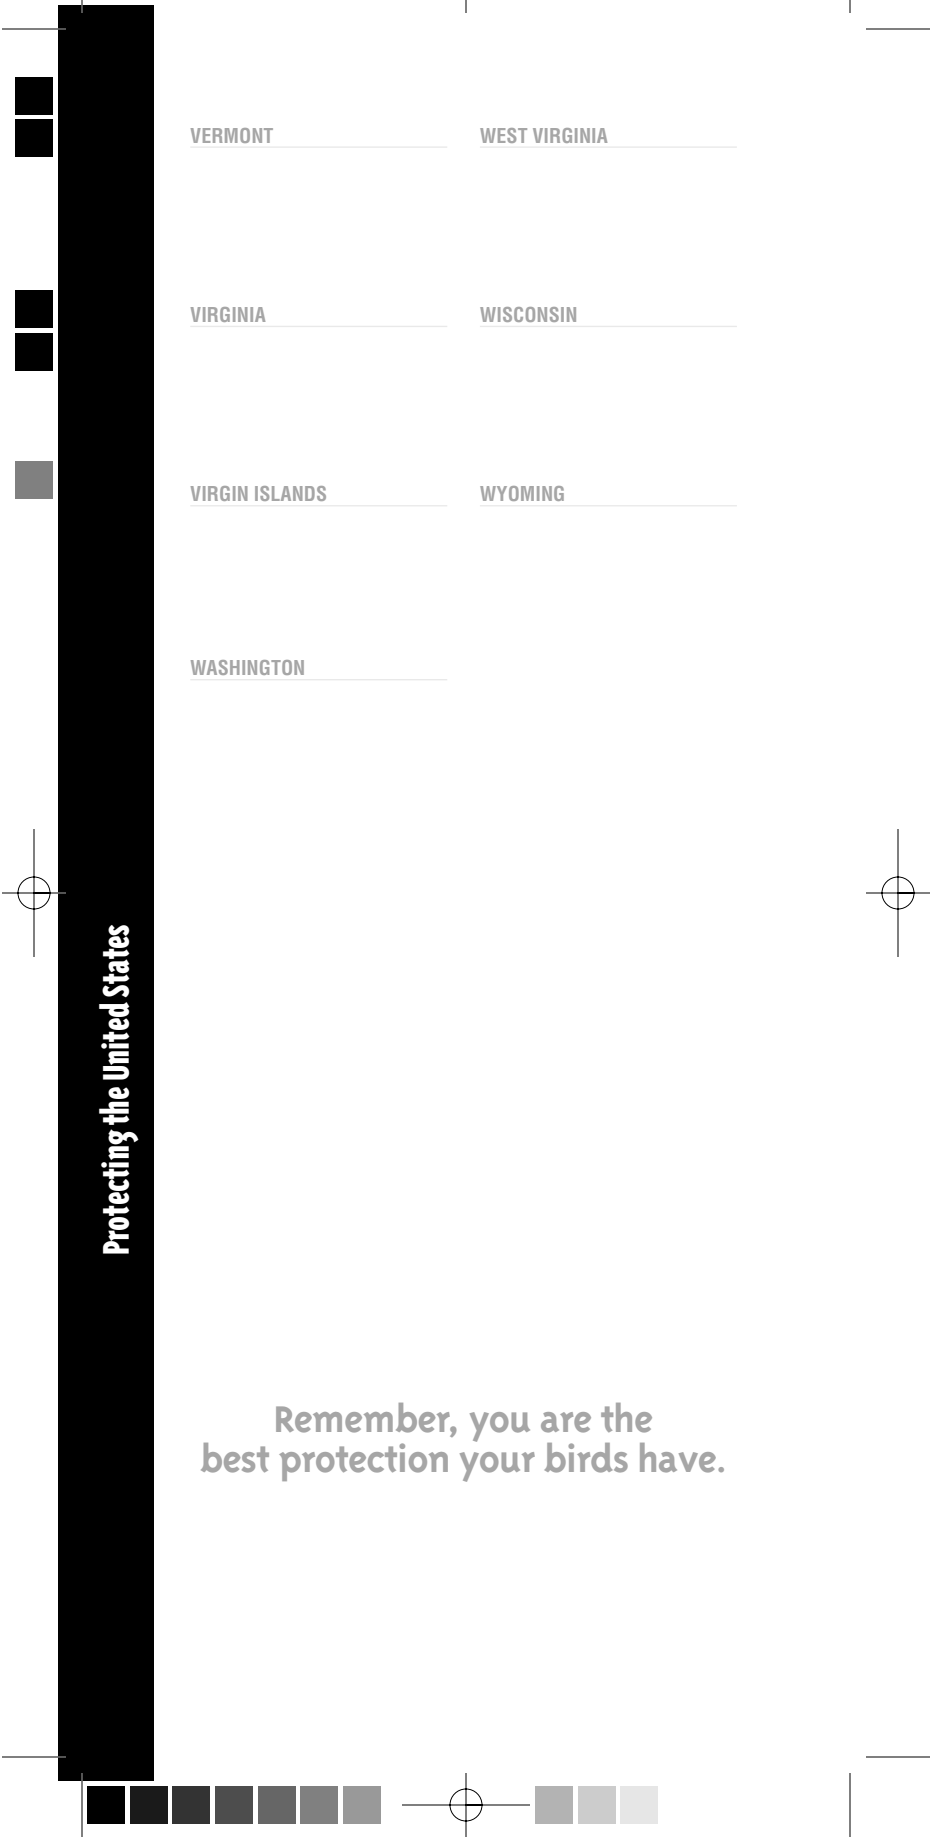 VERMONT
VIRGINIA
VIRGIN ISLANDS
WASHINGTON
WEST VIRGINIA
WISCONSIN
WYOMING
Protecting the United States
Remember, you are the
best protection your birds have.